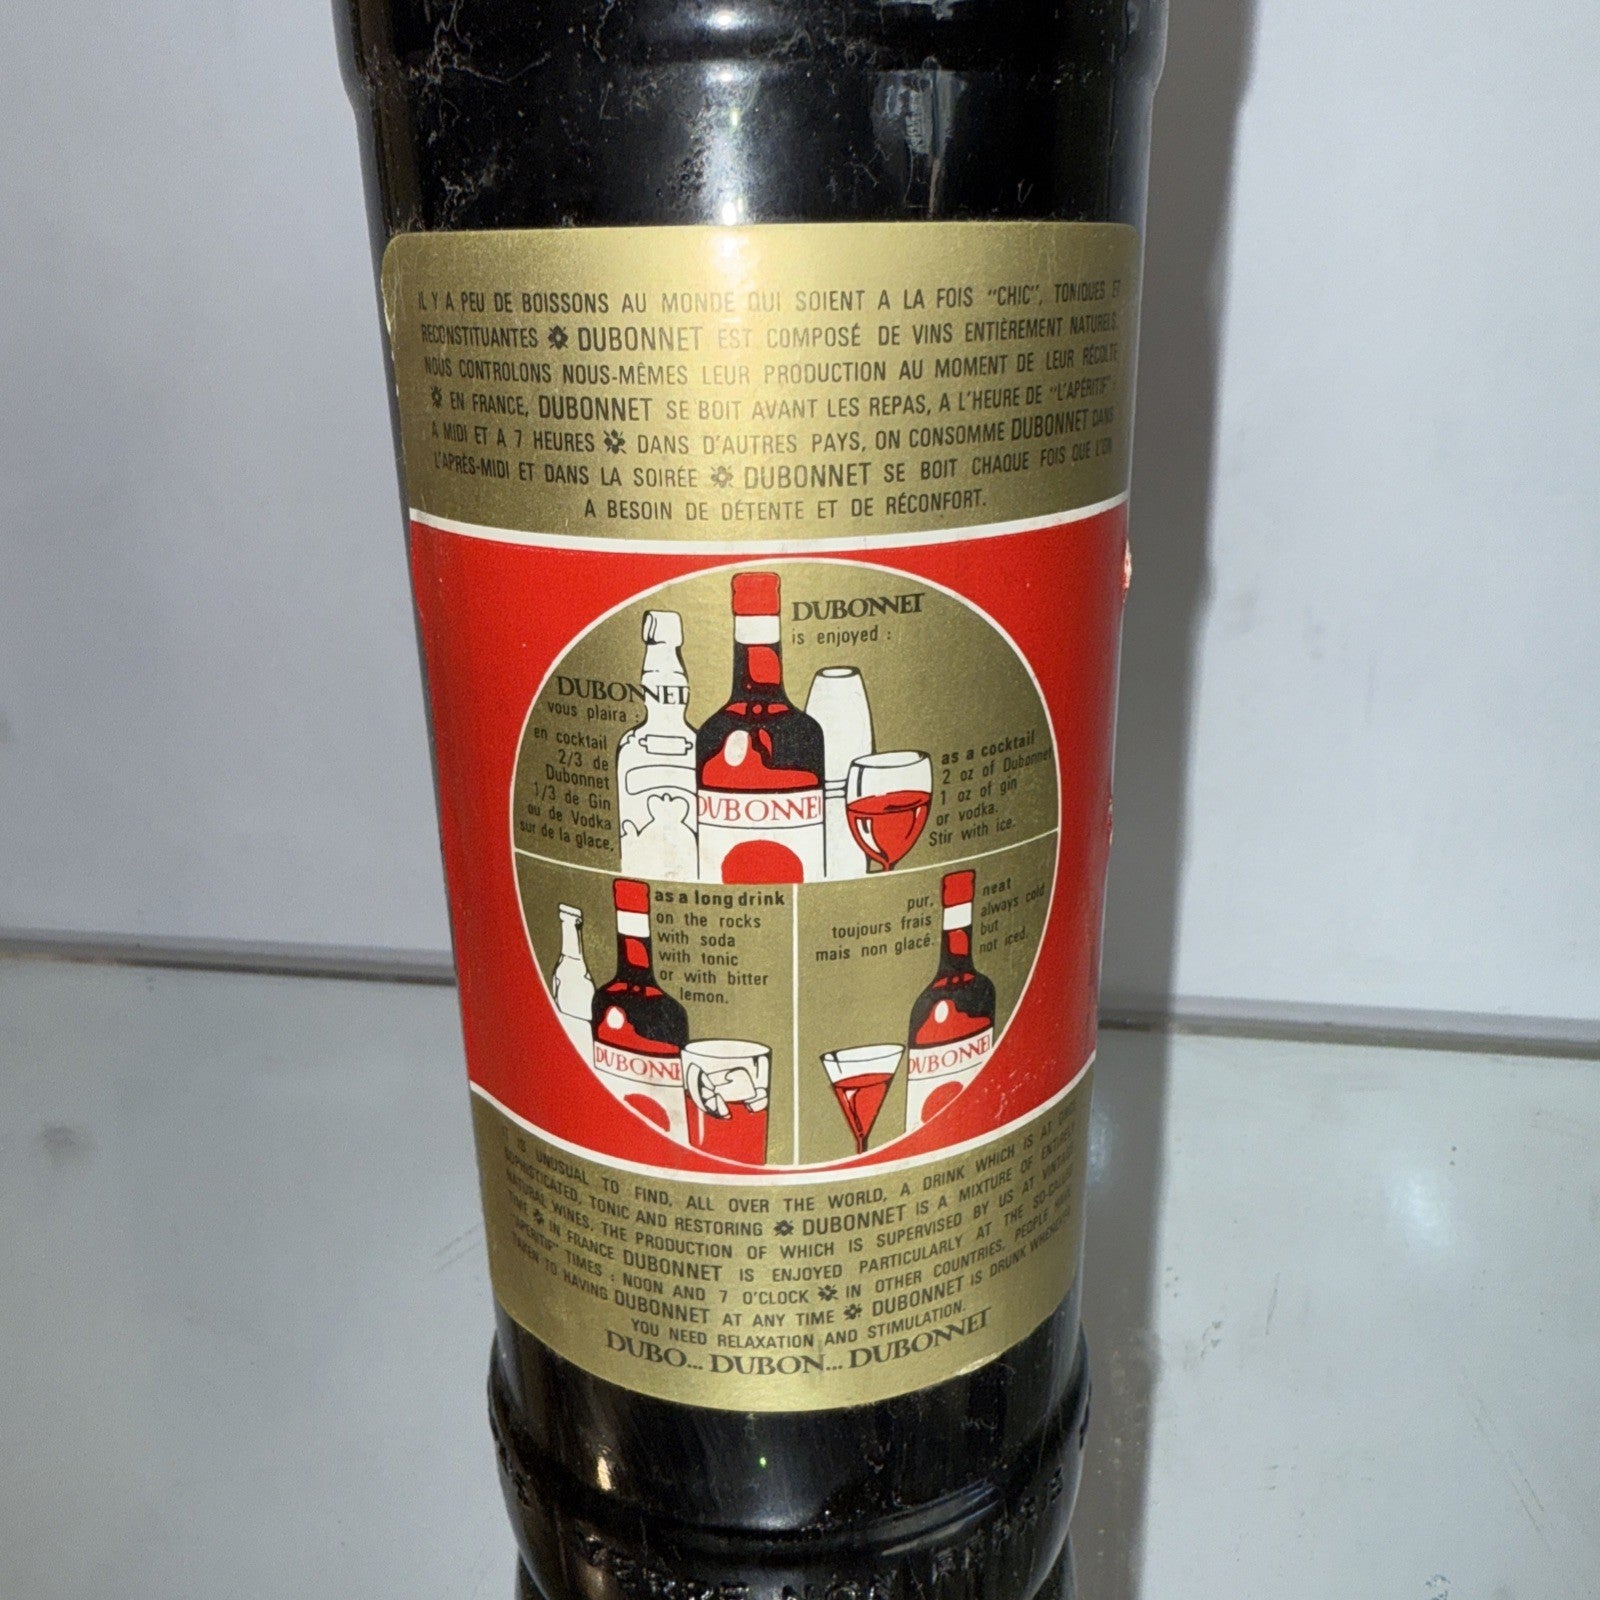 IL Y A PEU DE BOISSONS AU MONDE QUI SOIENT A LA FOIS "CHIC", TONIQUES ET
RECONSTITUANTES DUBONNET EST COMPOSÉ DE VINS ENTIÈREMENT NATURELS.
NOUS CONTROLONS NOUS-MÊMES LEUR PRODUCTION AU MOMENT DE LEUR RÉCOLTE
EN FRANCE, DUBONNET SE BOIT AVANT LES REPAS, A L'HEURE DE "L'APÉRITIF" :
A MIDI ET A 7 HEURES DANS D'AUTRES PAYS, ON CONSOMME DUBONNET DANS
L'APRÈS-MIDI ET DANS LA SOIRÉE DUBONNET SE BOIT CHAQUE FOIS QUE L'ON
A BESOIN DE DÉTENTE ET DE RÉCONFORT.
DUBONNET
is enjoyed :
DUBONNET
vous plaira :
en cocktail
2/3 de
Dubonnet
1/3 de Gin
ou de Vodka
sur de la glace,
DUBONNET
as a cocktail
2 oz of Dubonnet
1 oz of gin
or vodka.
Stir with ice.
as a long drink
on the rocks
with soda
with tonic
or with bitter
lemon.
DUBONNE
pur,
toujours frais
mais non glacé.
neat
always cold
but
not iced.
DUBONNET
IT IS UNUSUAL TO FIND, ALL OVER THE WORLD, A DRINK WHICH IS AT ONCE
SOPHISTICATED, TONIC AND RESTORING DUBONNET IS A MIXTURE OF ENTIRELY
NATURAL WINES, THE PRODUCTION OF WHICH IS SUPERVISED BY US AT VINTAGE
TIME IN FRANCE DUBONNET IS ENJOYED PARTICULARLY AT THE SO-CALLED
"APERITIF" TIMES : NOON AND 7 O'CLOCK IN OTHER COUNTRIES, PEOPLE HAVE
TAKEN TO HAVING DUBONNET AT ANY TIME DUBONNET IS DRUNK WHENEVER
YOU NEED RELAXATION AND STIMULATION.
DUBO... DUBON... DUBONNET